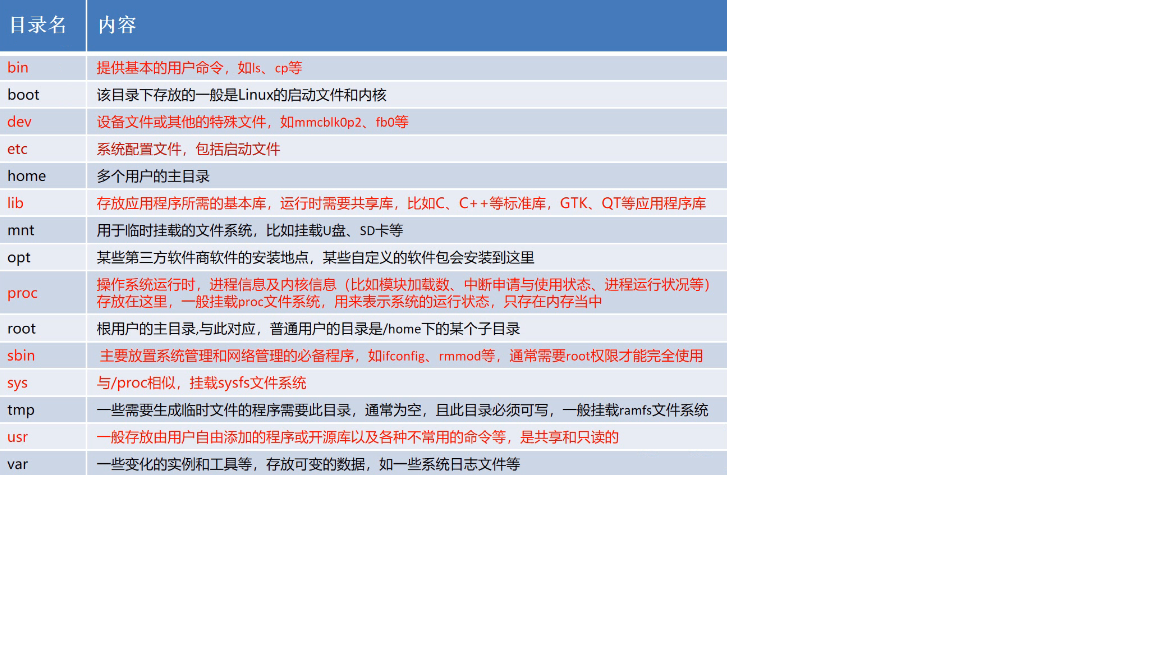 目录名 内容
bin 提供基本的用户命令，如ls、cp等
boot 该目录下存放的一般是Linux的启动文件和内核
dev 设备文件或其他的特殊文件，如mmcblk0p2、fb0等
etc 系统配置文件，包括启动文件
home 多个用户的主目录
lib 存放应用程序所需的基本库，运行时需要共享库，比如C、C++等标准库，GTK、QT等应用程序库
mnt 用于临时挂载的文件系统，比如挂载U盘、SD卡等
opt 某些第三方软件商软件的安装地点，某些自定义的软件包会安装到这里
proc 操作系统运行时，进程信息及内核信息（比如模块加载数、中断申请与使用状态、进程运行状况等）
存放在这里，一般挂载proc文件系统，用来表示系统的运行状态，只存在内存当中
root 根用户的主目录,与此对应，普通用户的目录是/home下的某个子目录
sbin 主要放置系统管理和网络管理的必备程序，如ifconfig、rmmod等，通常需要root权限才能完全使用
sys 与/proc相似，挂载sysfs文件系统
tmp 一些需要生成临时文件的程序需要此目录，通常为空，且此目录必须可写，一般挂载ramfs文件系统
usr 一般存放由用户自由添加的程序或开源库以及各种不常用的命令等，是共享和只读的
var 一些变化的实例和工具等，存放可变的数据，如一些系统日志文件等